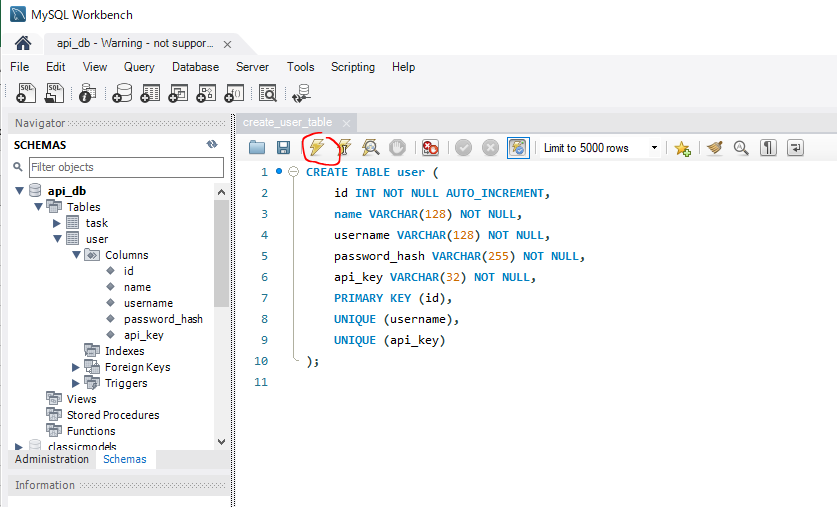 MySQL Workbench
api_db - Warning - not suppor...
File Edit View Query Database Server Tools Scripting Help
Navigator
SCHEMAS
Filter objects
api_db
Tables
task
user
Columns
id
name
username
password_hash
api_key
Indexes
Foreign Keys
Triggers
Views
Stored Procedures
Functions
classicmodels
Administration Schemas
Information
create_user_table
Limit to 5000 rows
1 CREATE TABLE user (
2 id INT NOT NULL AUTO_INCREMENT,
3 name VARCHAR(128) NOT NULL,
4 username VARCHAR(128) NOT NULL,
5 password_hash VARCHAR(255) NOT NULL,
6 api_key VARCHAR(32) NOT NULL,
7 PRIMARY KEY (id),
8 UNIQUE (username),
9 UNIQUE (api_key)
10 );
11